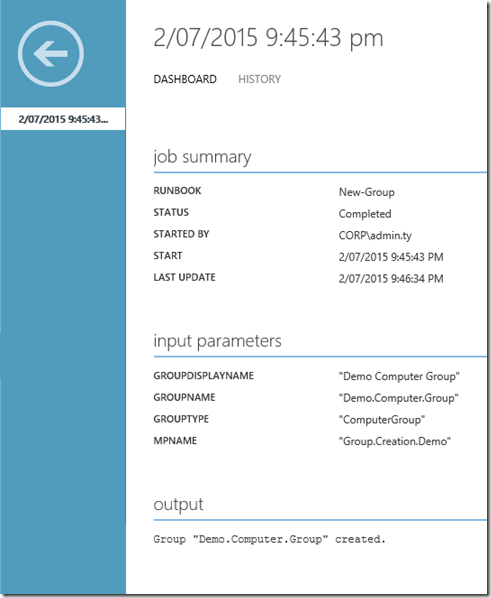 2/07/2015 9:45:43 pm
DASHBOARD HISTORY
2/07/2015 9:45:43...
job summary
RUNBOOK New-Group
STATUS Completed
STARTED BY CORP\admin.ty
START 2/07/2015 9:45:43 PM
LAST UPDATE 2/07/2015 9:46:34 PM
input parameters
GROUPDISPLAYNAME "Demo Computer Group"
GROUPNAME "Demo.Computer.Group"
GROUPTYPE "ComputerGroup"
MPNAME "Group.Creation.Demo"
output
Group "Demo.Computer.Group" created.